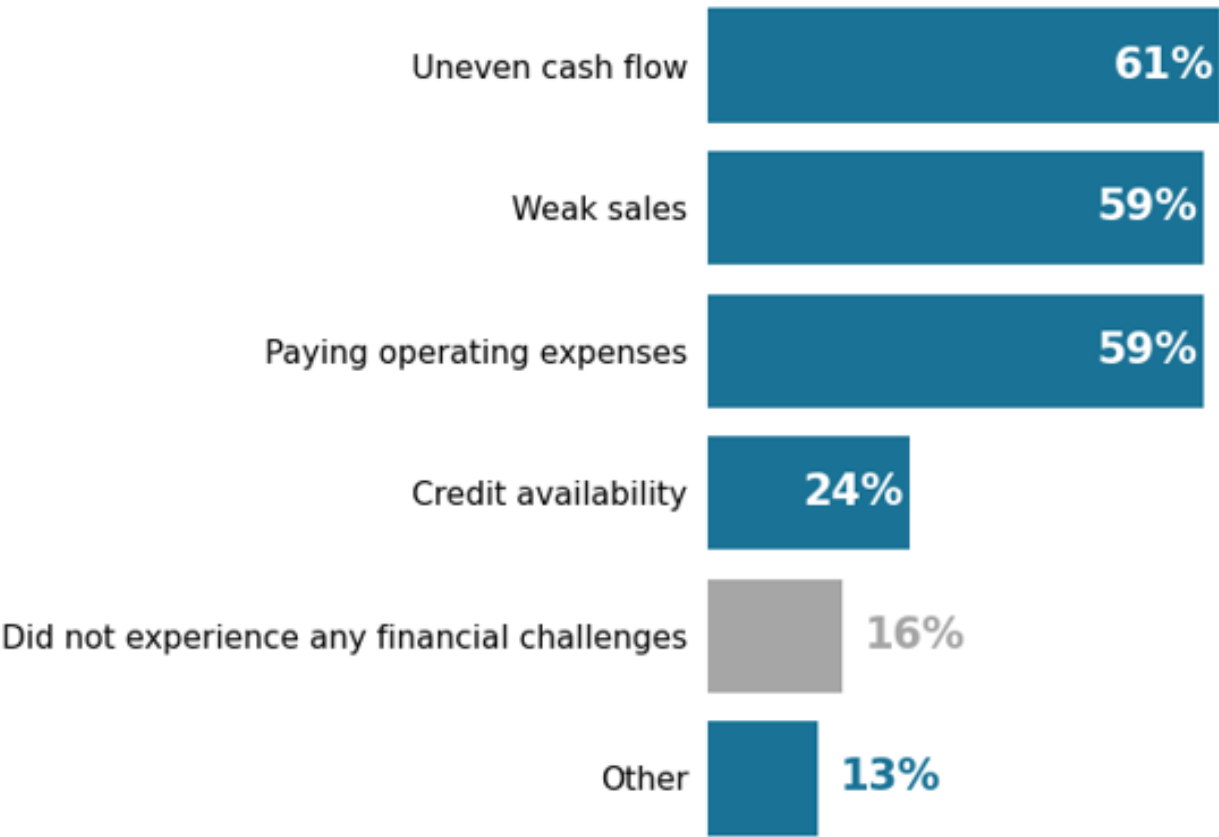 Uneven cash flow 61%
Weak sales 59%
Paying operating expenses 59%
Credit availability 24%
Did not experience any financial challenges 16%
Other 13%